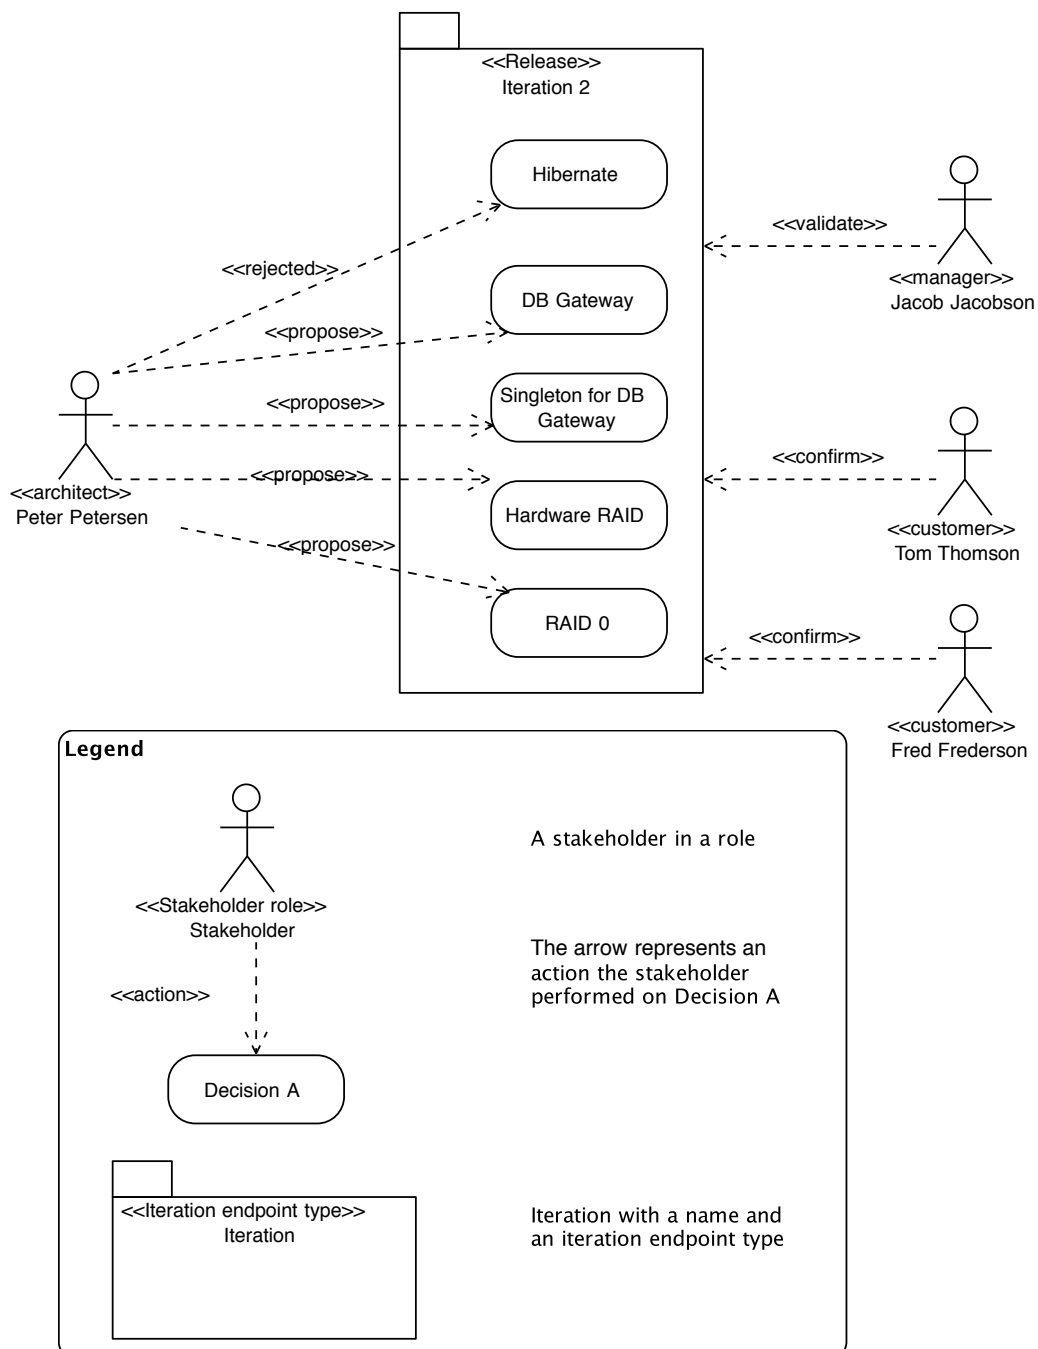 <<Release>>
Iteration 2
Hibernate
<<rejected>>
DB Gateway
<<propose>>
Singleton for DB
Gateway
<<propose>>
Hardware RAID
<<propose>>
RAID 0
<<propose>>
<<architect>>
Peter Petersen
<<validate>>
<<manager>>
Jacob Jacobson
<<confirm>>
<<customer>>
Tom Thomson
<<confirm>>
<<customer>>
Fred Frederson
Legend
<<Stakeholder role>>
Stakeholder
A stakeholder in a role
<<action>>
The arrow represents an
action the stakeholder
performed on Decision A
Decision A
<<Iteration endpoint type>>
Iteration
Iteration with a name and
an iteration endpoint type